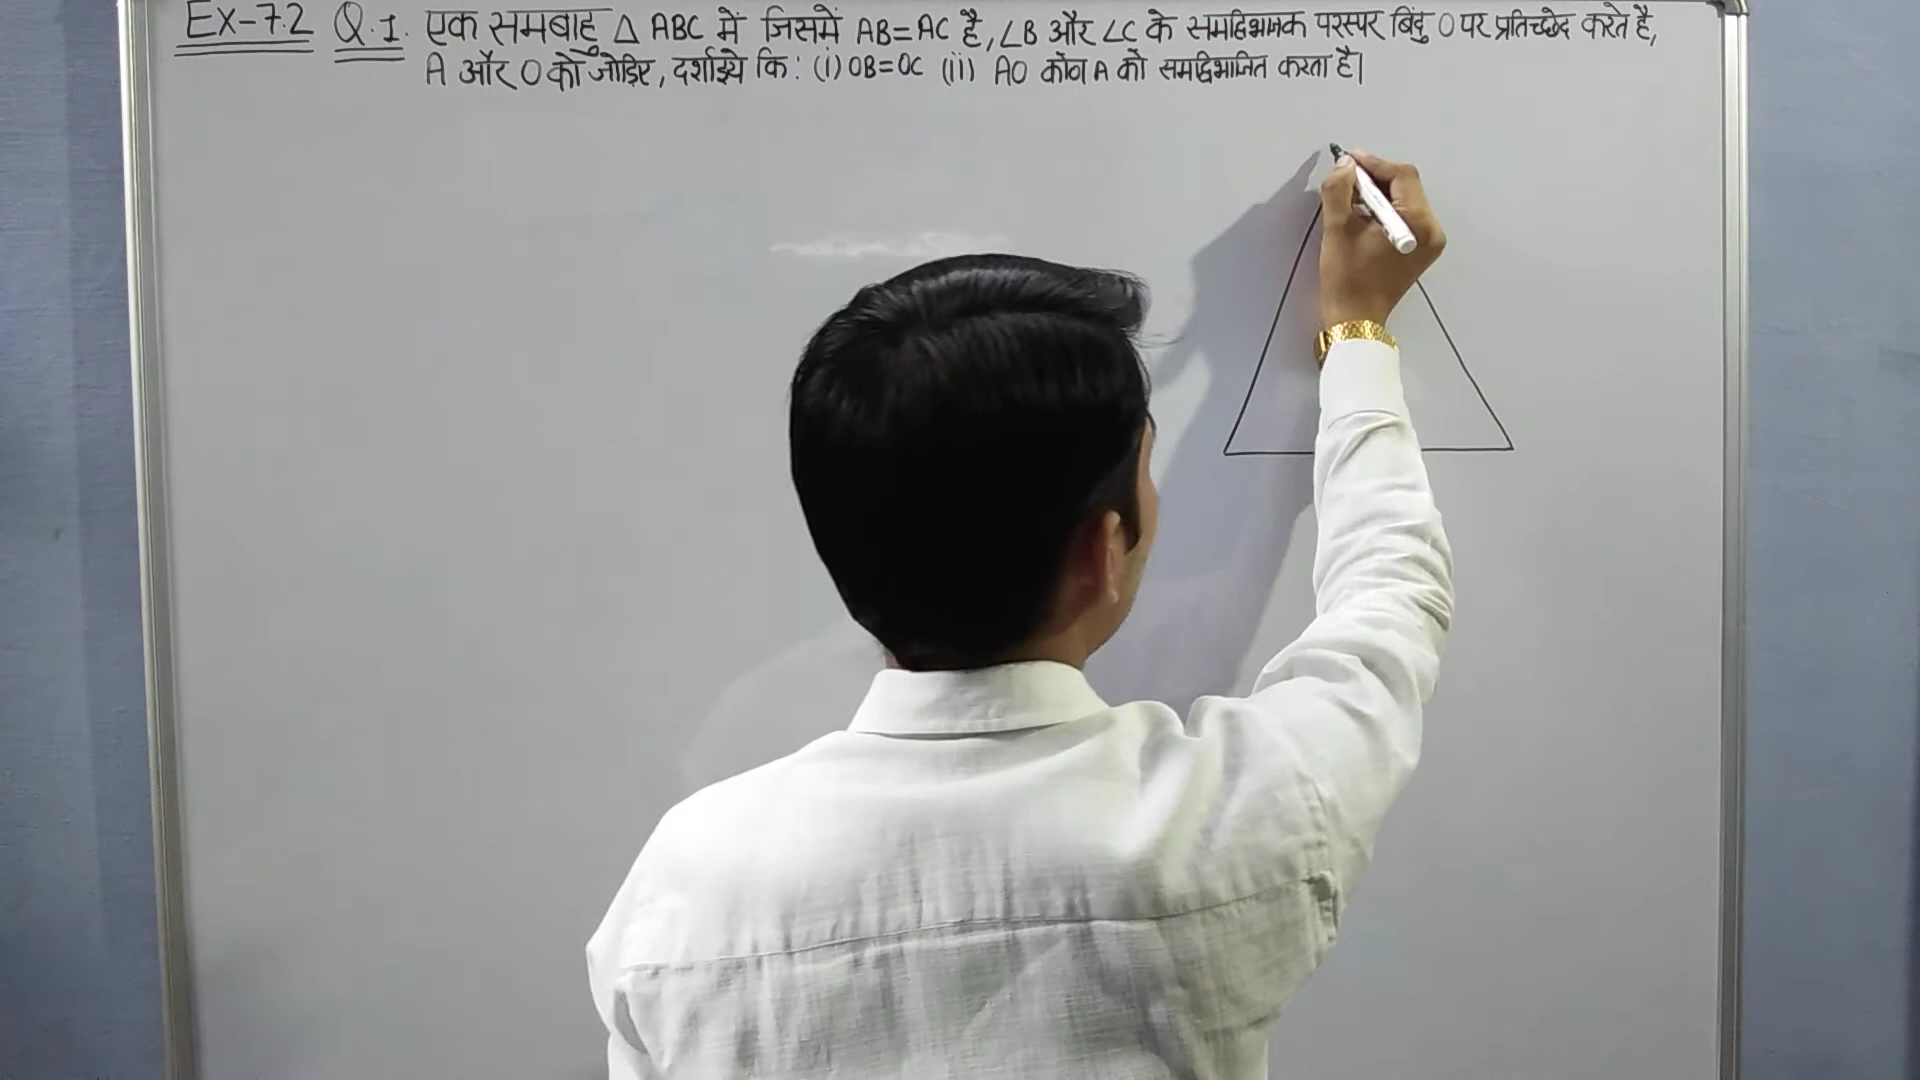 Ex-7.2 Q.1. एक समबाहु △ ABC में जिसमें AB=AC है, ∠B और ∠C के समद्विभाजक परस्पर बिंदु O पर प्रतिच्छेद करते है,
A और O को जोड़िए, दर्शाइये कि: (i) OB=OC (ii) AO कोण A को समद्विभाजित करता है।